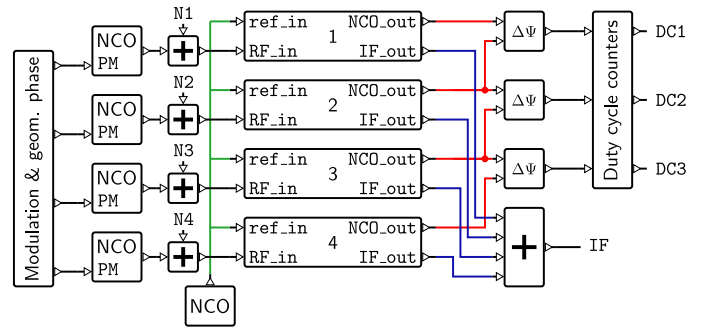 Modulation & geom. phase
NCO
PM
N1
+
ref_in NCO_out
1
RF_in IF_out
ΔΨ
Duty cycle counters
DC1
NCO
PM
N2
+
ref_in NCO_out
2
RF_in IF_out
ΔΨ
DC2
NCO
PM
N3
+
ref_in NCO_out
3
RF_in IF_out
ΔΨ
DC3
NCO
PM
N4
+
ref_in NCO_out
4
RF_in IF_out
+
IF
NCO